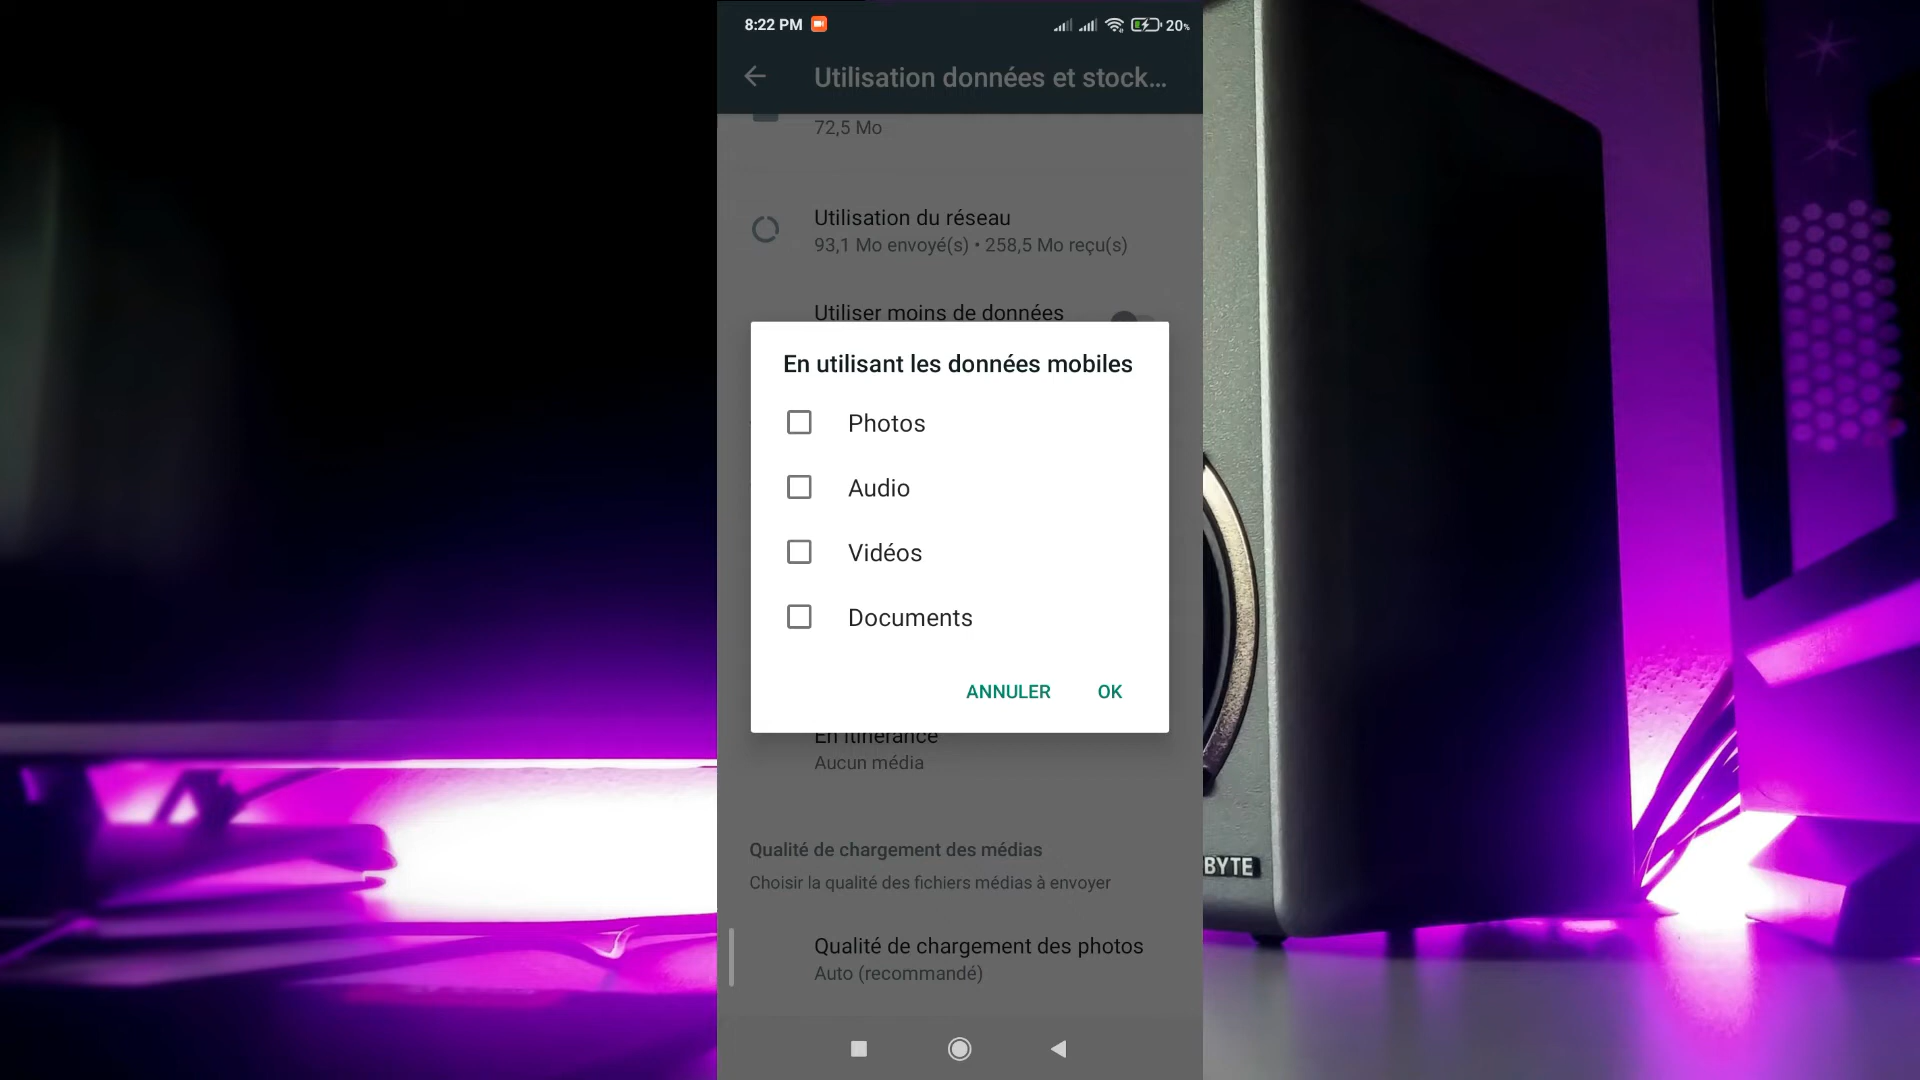 8:22 PM
20%
Utilisation données et stock...
72,5 Mo
Utilisation du réseau
93,1 Mo envoyé(s) • 258,5 Mo reçu(s)
Utiliser moins de données
En utilisant les données mobiles
Photos
Audio
Vidéos
Documents
ANNULER OK
En itinérance
Aucun média
Qualité de chargement des médias
Choisir la qualité des fichiers médias à envoyer
Qualité de chargement des photos
Auto (recommandé)
BYTE